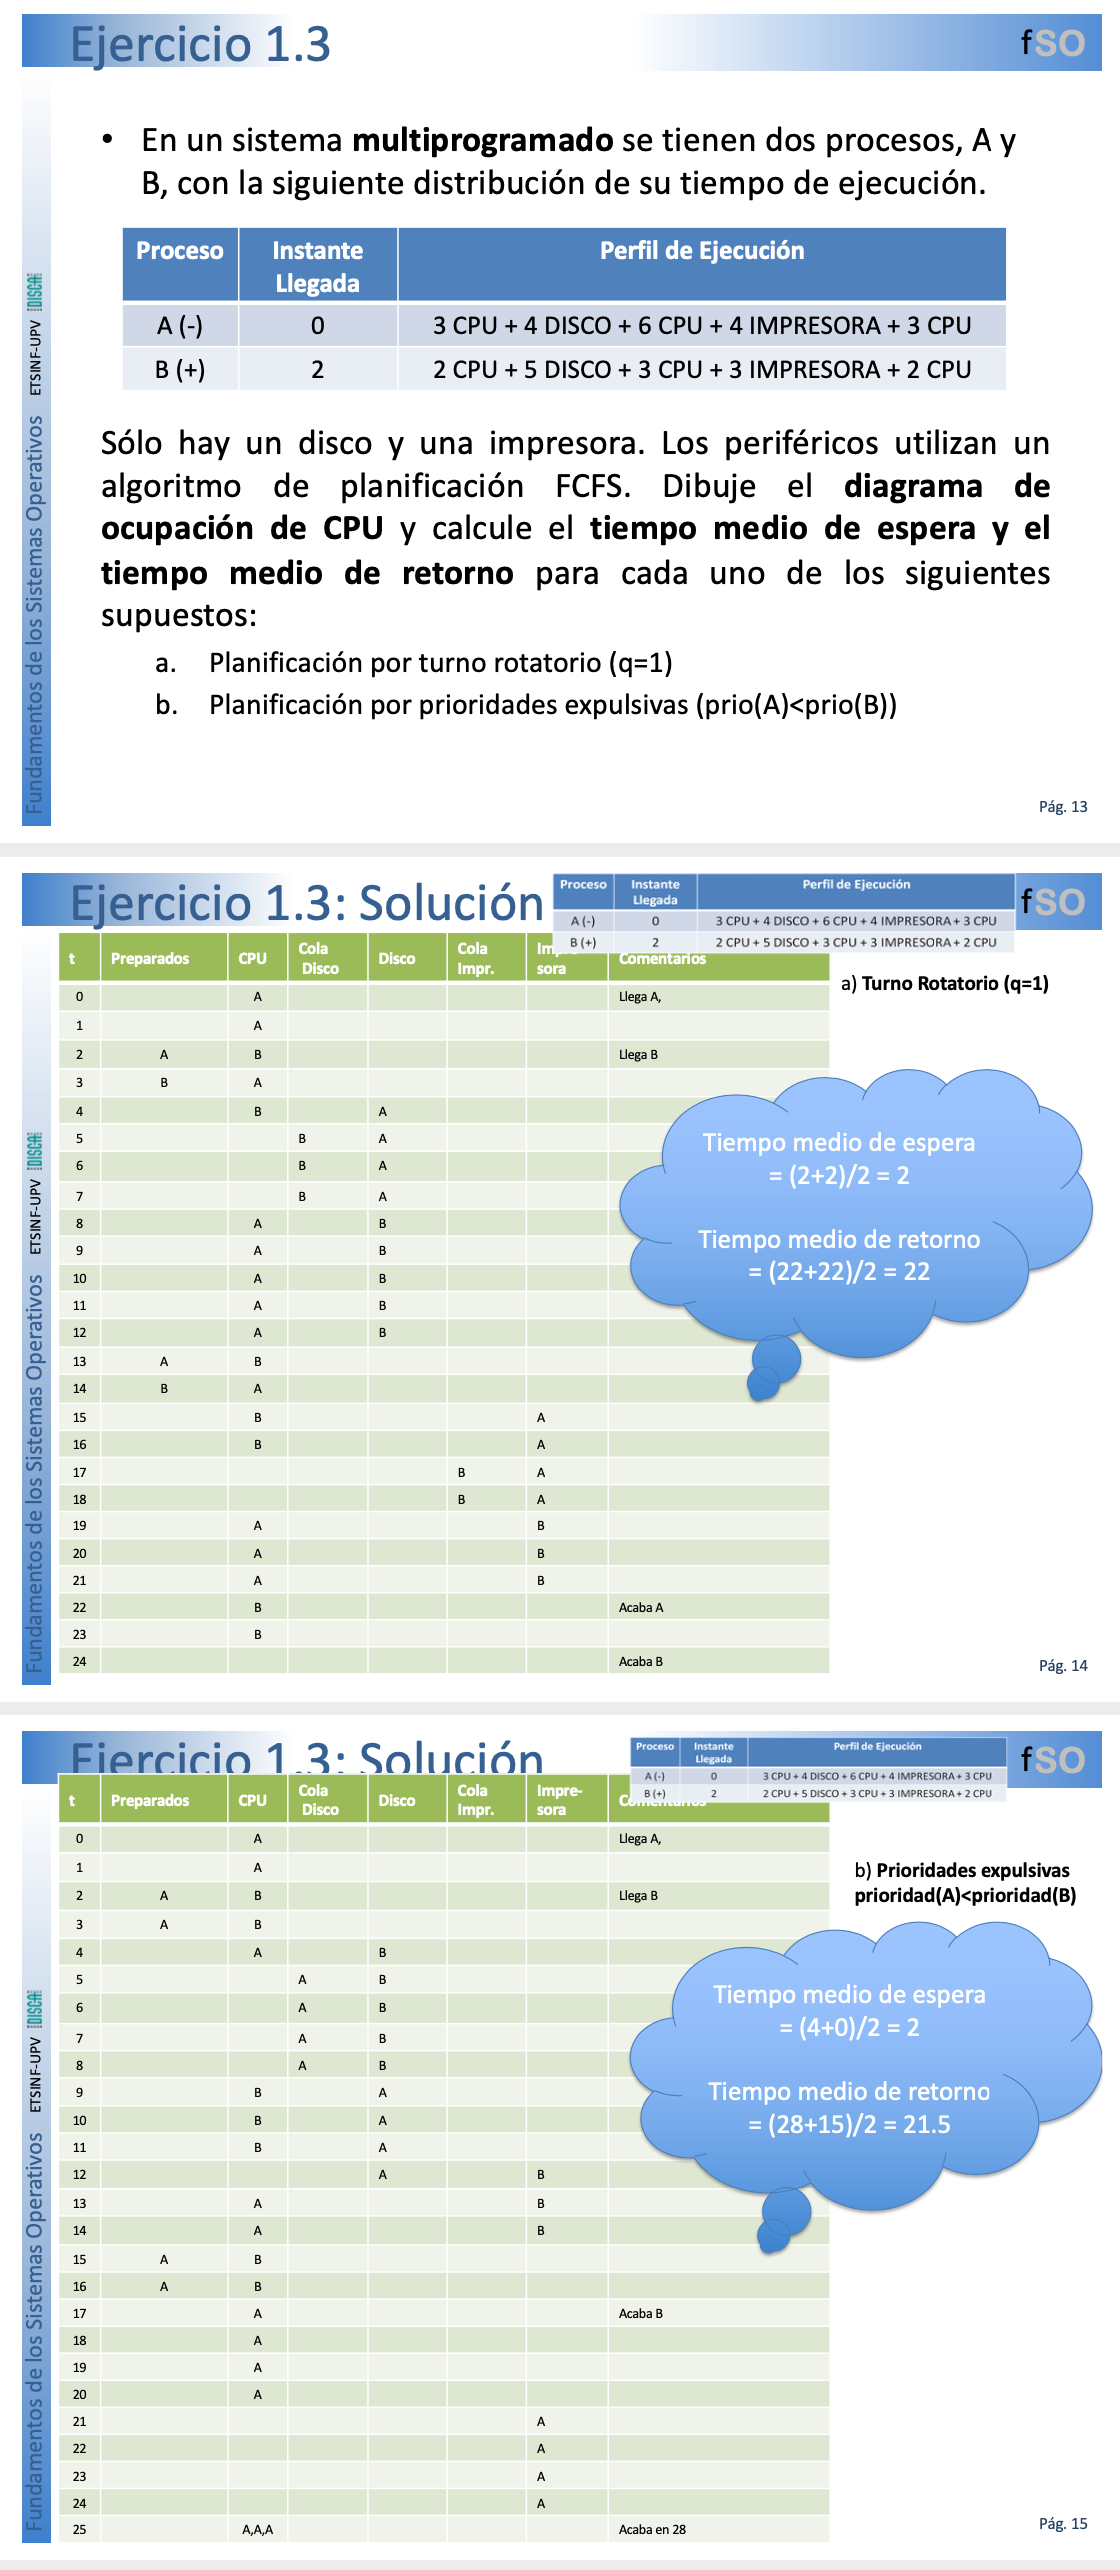 Ejercicio 1.3
fSO
• En un sistema multiprogramado se tienen dos procesos, A y
B, con la siguiente distribución de su tiempo de ejecución.
Proceso Instante Llegada Perfil de Ejecución
A (-) 0 3 CPU + 4 DISCO + 6 CPU + 4 IMPRESORA + 3 CPU
B (+) 2 2 CPU + 5 DISCO + 3 CPU + 3 IMPRESORA + 2 CPU
Sólo hay un disco y una impresora. Los periféricos utilizan un
algoritmo de planificación FCFS. Dibuje el diagrama de
ocupación de CPU y calcule el tiempo medio de espera y el
tiempo medio de retorno para cada uno de los siguientes
supuestos:
a. Planificación por turno rotatorio (q=1)
b. Planificación por prioridades expulsivas (prio(A)<prio(B))
Fundamentos de los Sistemas Operativos ETSINF-UPV DISCA
Pág. 13
Ejercicio 1.3: Solución
fSO
Proceso Instante Llegada Perfil de Ejecución
A (-) 0 3 CPU + 4 DISCO + 6 CPU + 4 IMPRESORA + 3 CPU
B (+) 2 2 CPU + 5 DISCO + 3 CPU + 3 IMPRESORA + 2 CPU
t Preparados CPU Cola Disco Disco Cola Impr. Impre-sora Comentarios
0 A Llega A,
1 A
2 A B Llega B
3 B A
4 B A
5 B A
6 B A
7 B A
8 A B
9 A B
10 A B
11 A B
12 A B
13 A B
14 B A
15 B A
16 B A
17 B A
18 B A
19 A B
20 A B
21 A B
22 B Acaba A
23 B
24 Acaba B
a) Turno Rotatorio (q=1)
Tiempo medio de espera
= (2+2)/2 = 2
Tiempo medio de retorno
= (22+22)/2 = 22
Fundamentos de los Sistemas Operativos ETSINF-UPV DISCA
Pág. 14
Ejercicio 1.3: Solución
fSO
Proceso Instante Llegada Perfil de Ejecución
A (-) 0 3 CPU + 4 DISCO + 6 CPU + 4 IMPRESORA + 3 CPU
B (+) 2 2 CPU + 5 DISCO + 3 CPU + 3 IMPRESORA + 2 CPU
t Preparados CPU Cola Disco Disco Cola Impr. Impre-sora Comentarios
0 A Llega A,
1 A
2 A B Llega B
3 A B
4 A B
5 A B
6 A B
7 A B
8 A B
9 B A
10 B A
11 B A
12 A B
13 A B
14 A B
15 A B
16 A B
17 A Acaba B
18 A
19 A
20 A
21 A
22 A
23 A
24 A
25 A,A,A Acaba en 28
b) Prioridades expulsivas
prioridad(A)<prioridad(B)
Tiempo medio de espera
= (4+0)/2 = 2
Tiempo medio de retorno
= (28+15)/2 = 21.5
Fundamentos de los Sistemas Operativos ETSINF-UPV DISCA
Pág. 15